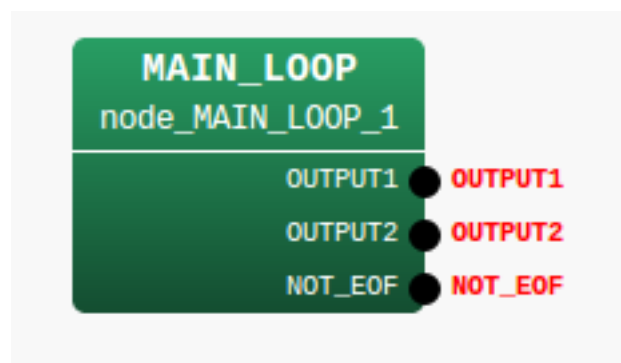 MAIN_LOOP
node_MAIN_LOOP_1
OUTPUT1 OUTPUT1
OUTPUT2 OUTPUT2
NOT_EOF NOT_EOF